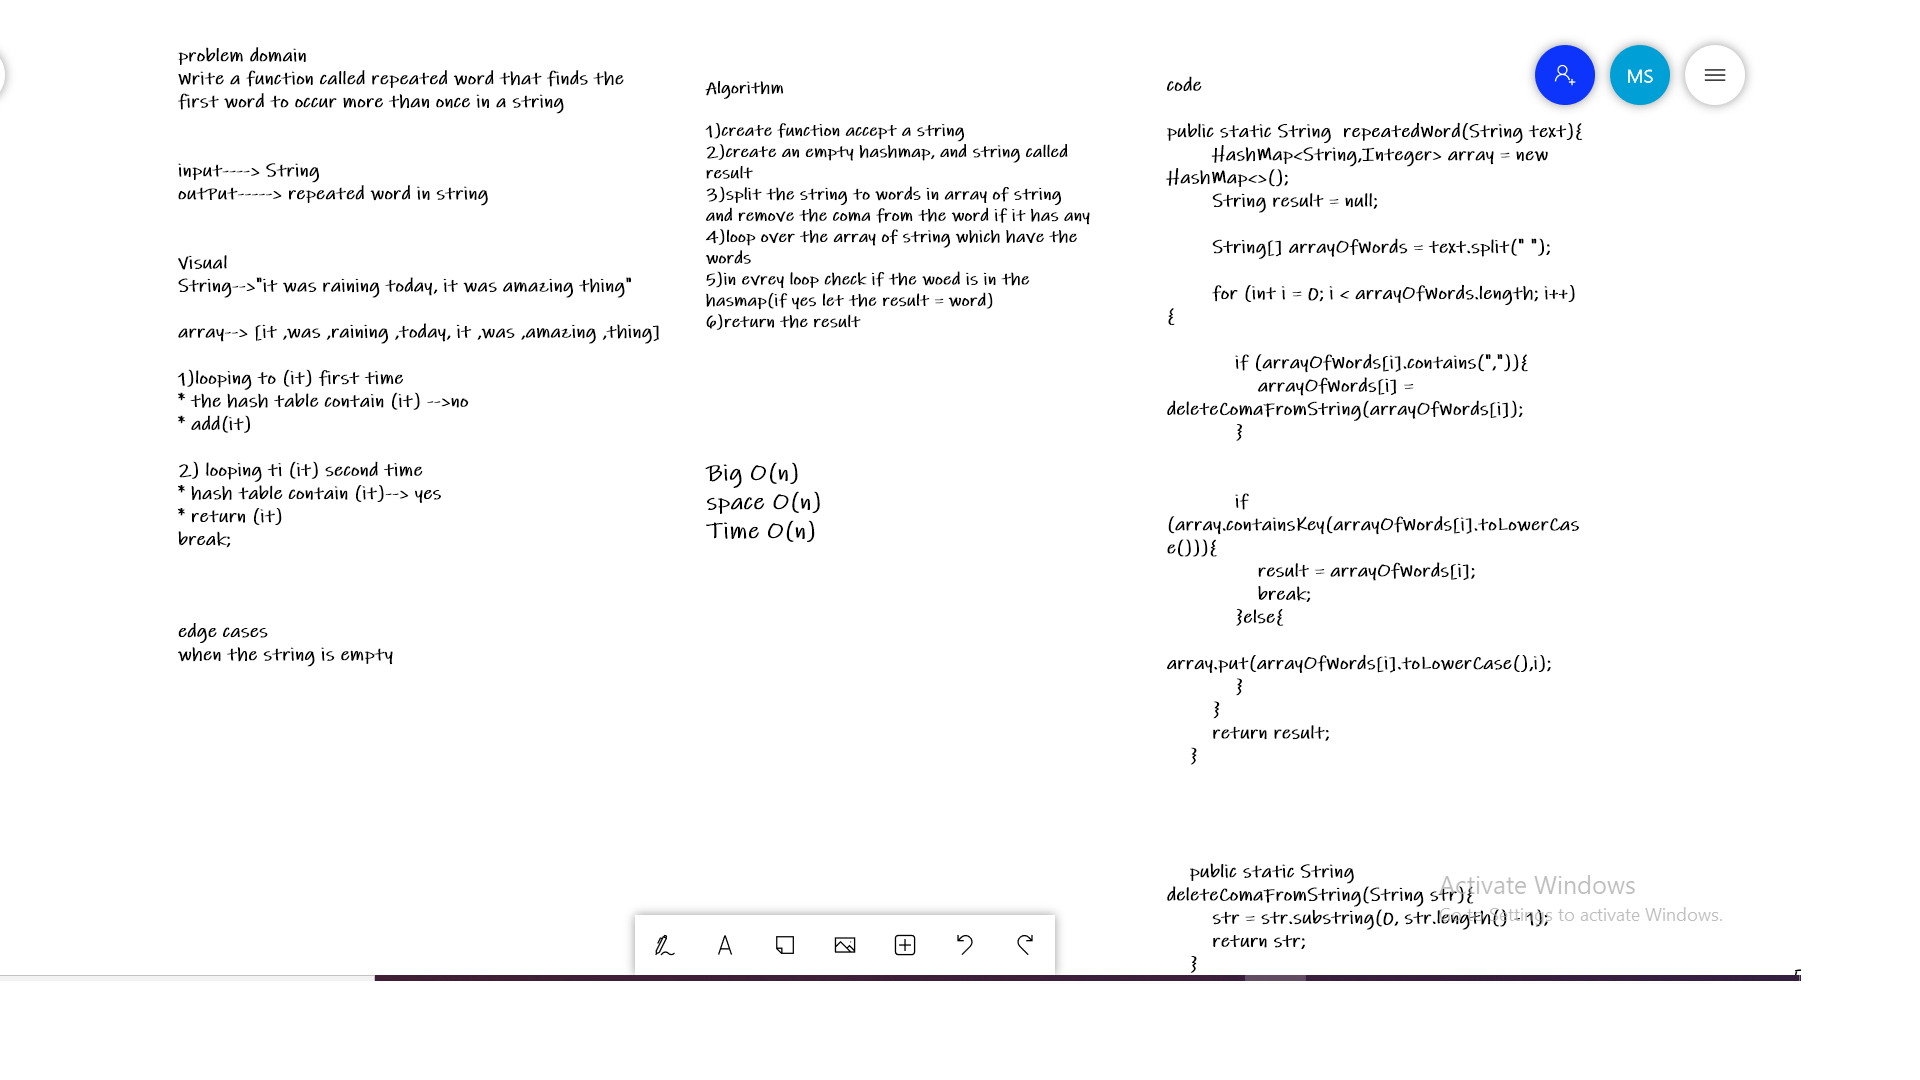 problem domain
Write a function called repeated word that finds the
first word to occur more than once in a string
input----> String
outPut-----> repeated word in string
Visual
String-->"it was raining today, it was amazing thing"
array--> [it ,was ,raining ,today, it ,was ,amazing ,thing]
1)looping to (it) first time
* the hash table contain (it) -->no
* add(it)
2) looping ti (it) second time
* hash table contain (it)--> yes
* return (it)
break;
edge cases
when the string is empty
Algorithm
1)create function accept a string
2)create an empty hashmap, and string called
result
3)split the string to words in array of string
and remove the coma from the word if it has any
4)loop over the array of string which have the
words
5)in evrey loop check if the woed is in the
hasmap(if yes let the result = word)
6)return the result
Big O(n)
space O(n)
Time O(n)
code
public static String  repeatedWord(String text){
HashMap<String,Integer> array = new
HashMap<>();
String result = null;
String[] arrayOfWords = text.split(" ");
for (int i = 0; i < arrayOfWords.length; i++)
{
if (arrayOfWords[i].contains(",")){
arrayOfWords[i] =
deleteComaFromString(arrayOfWords[i]);
}
if
(array.containsKey(arrayOfWords[i].toLowerCas
e())){
result = arrayOfWords[i];
break;
}else{
array.put(arrayOfWords[i].toLowerCase(),i);
}
}
return result;
}
public static String
deleteComaFromString(String str){
str = str.substring(0, str.length() - 1);
return str;
}
MS
Activate Windows
Go to Settings to activate Windows.
A